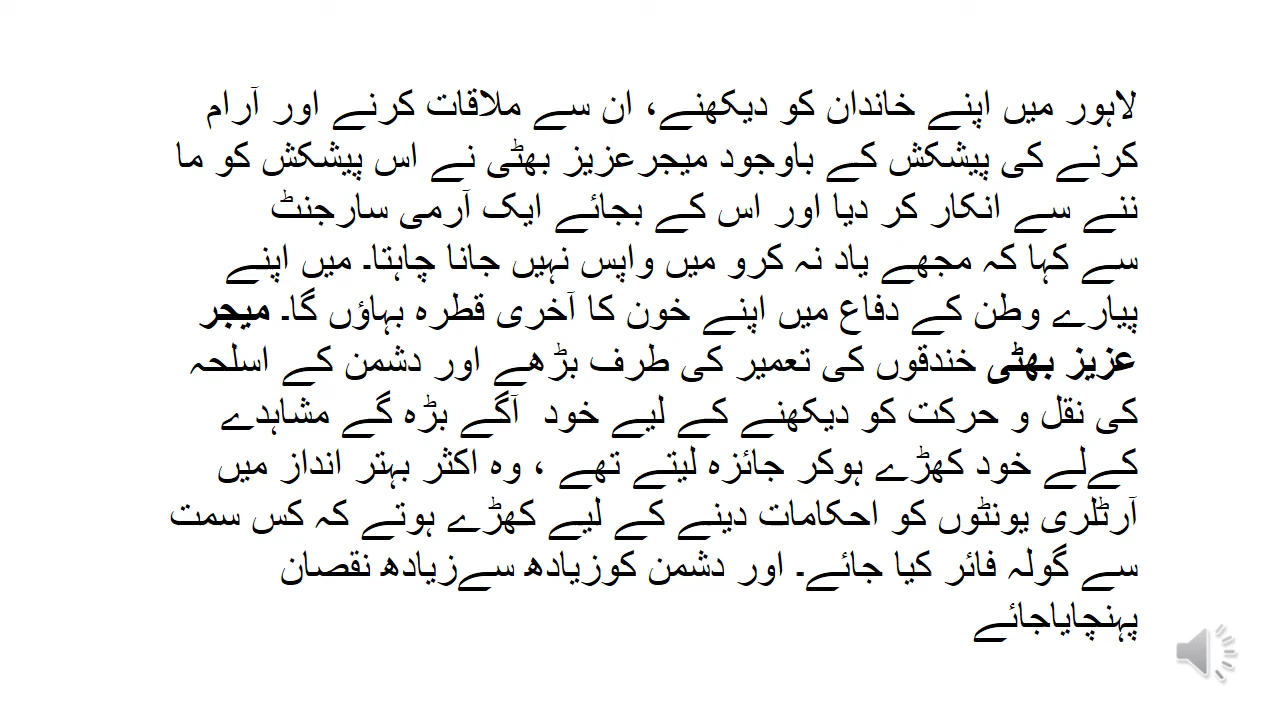 لاہور میں اپنے خاندان کو دیکھنے، ان سے ملاقات کرنے اور آرام
کرنے کی پیشکش کے باوجود میجرعزیز بھٹی نے اس پیشکش کو ما
ننے سے انکار کر دیا اور اس کے بجائے ایک آرمی سارجنٹ
سے کہا کہ مجھے یاد نہ کرو میں واپس نہیں جانا چاہتا۔ میں اپنے
پیارے وطن کے دفاع میں اپنے خون کا آخری قطرہ بہاؤں گا۔ میجر
عزیز بھٹی خندقوں کی تعمیر کی طرف بڑھے اور دشمن کے اسلحہ
کی نقل و حرکت کو دیکھنے کے لیے خود آگے بڑہ گے مشاہدے
کےلے خود کھڑے ہوکر جائزہ لیتے تھے ، وہ اکثر بہتر انداز میں
آرٹلری یونٹوں کو احکامات دینے کے لیے کھڑے ہوتے کہ کس سمت
سے گولہ فائر کیا جائے۔ اور دشمن کوزیادھ سےزیادھ نقصان
پہنچایاجائے